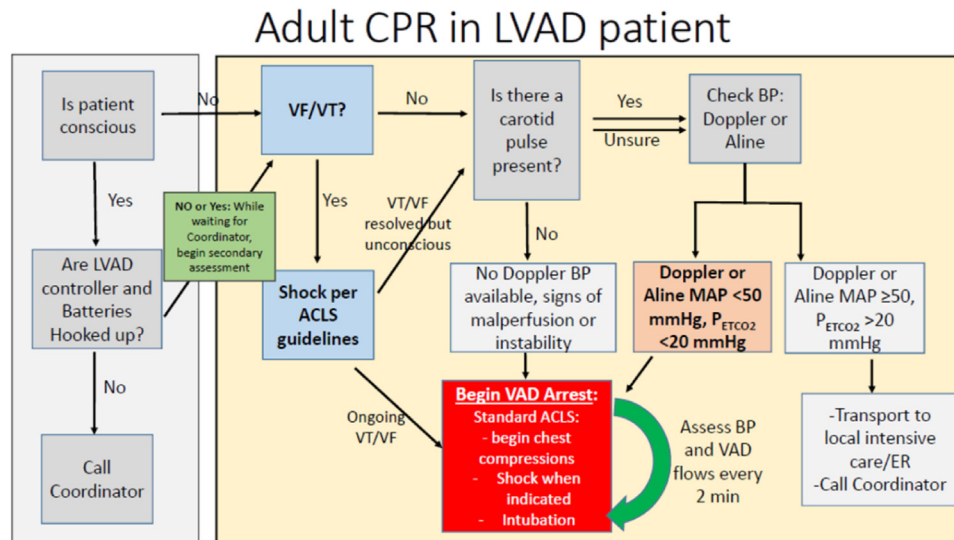 Adult CPR in LVAD patient
Is patient
conscious
No
VF/VT?
No
Is there a
carotid
pulse
present?
Yes
Unsure
Check BP:
Doppler or
Aline
Yes
NO or Yes: While
waiting for
Coordinator,
begin secondary
assessment
Yes
VT/VF
resolved but
unconscious
No
Are LVAD
controller and
Batteries
Hooked up?
Shock per
ACLS
guidelines
No Doppler BP
available, signs of
malperfusion or
instability
Doppler or
Aline MAP <50
mmHg, PETCO2
<20 mmHg
Doppler or
Aline MAP ≥50,
PETCO2 >20
mmHg
No
Ongoing
VT/VF
Begin VAD Arrest:
Standard ACLS:
- begin chest
compressions
- Shock when
indicated
- Intubation
Assess BP
and VAD
flows every
2 min
-Transport to
local intensive
care/ER
-Call Coordinator
Call
Coordinator